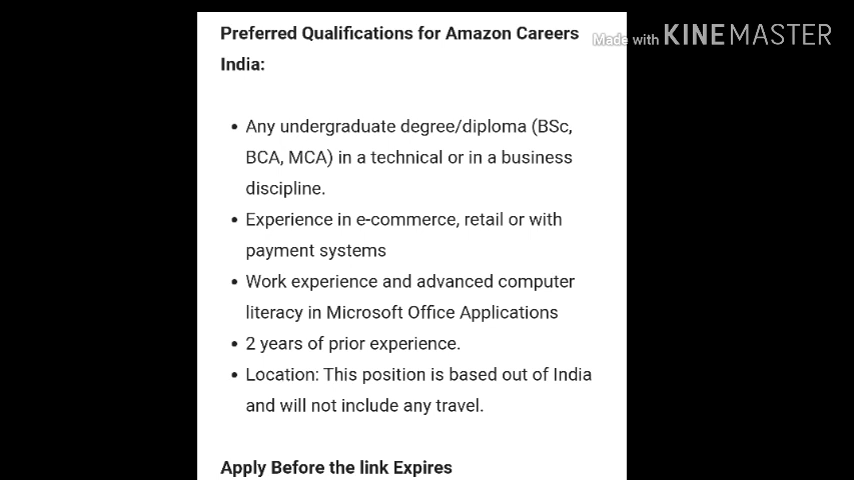 Preferred Qualifications for Amazon Careers
India:
Made with KINEMASTER
• Any undergraduate degree/diploma (BSc,
BCA, MCA) in a technical or in a business
discipline.
• Experience in e-commerce, retail or with
payment systems
• Work experience and advanced computer
literacy in Microsoft Office Applications
• 2 years of prior experience.
• Location: This position is based out of India
and will not include any travel.
Apply Before the link Expires